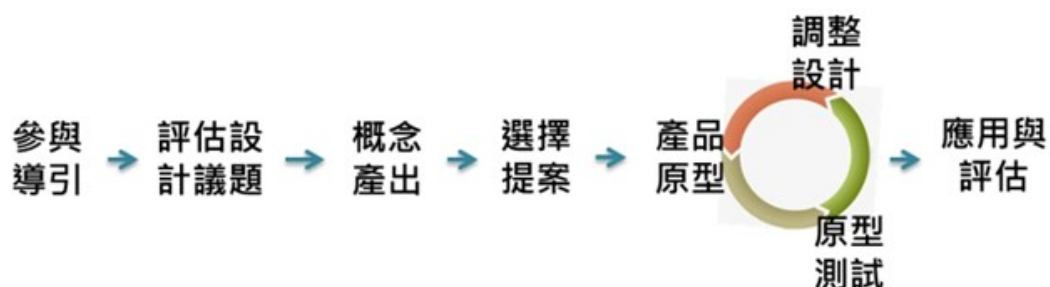 參與
導引
評估設
計議題
概念
產出
選擇
提案
產品
原型
調整
設計
原型
測試
應用與
評估